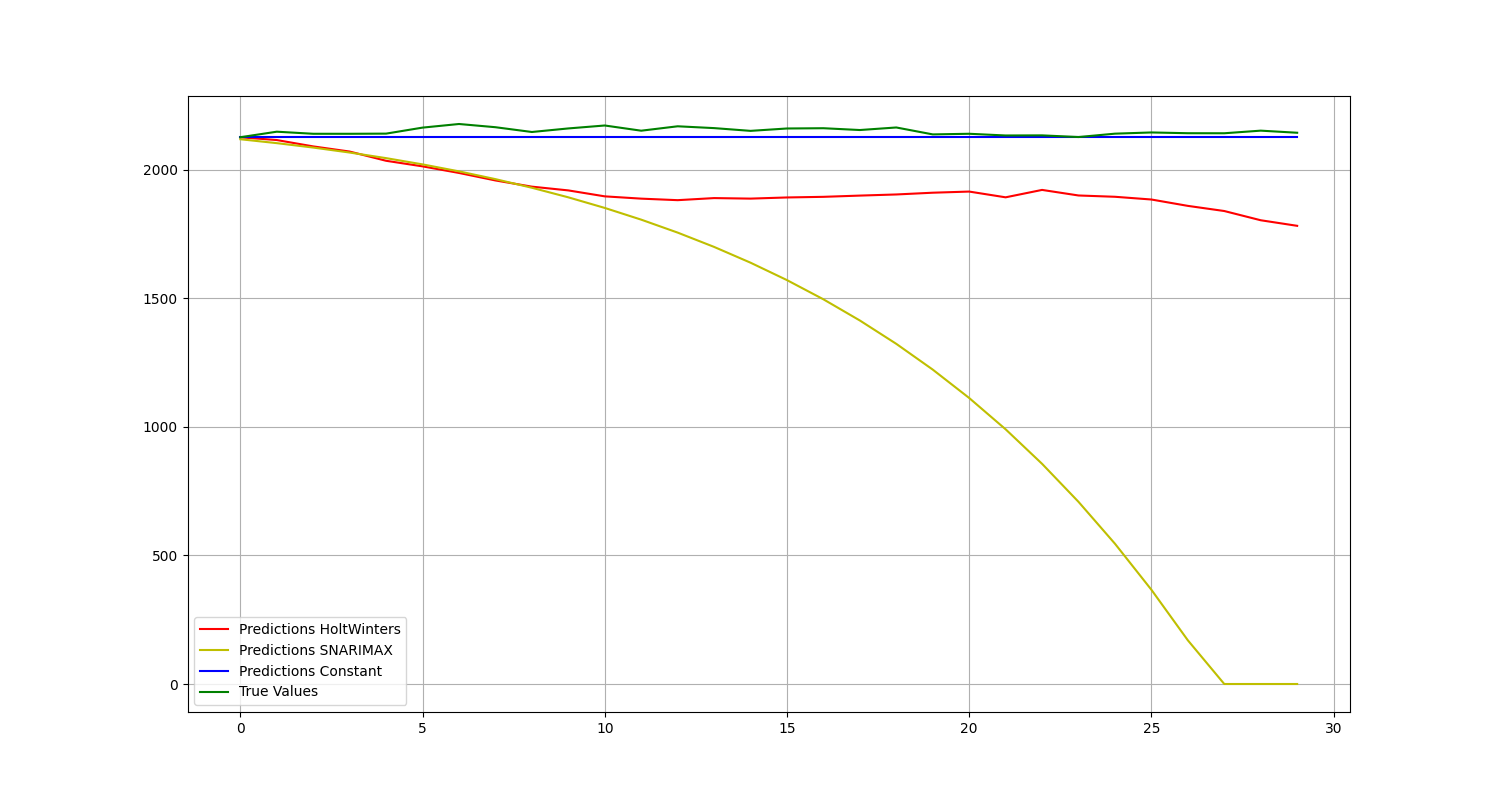 2000
1500
1000
500
0
Predictions HoltWinters
Predictions SNARIMAX
Predictions Constant
True Values
0 5 10 15 20 25 30